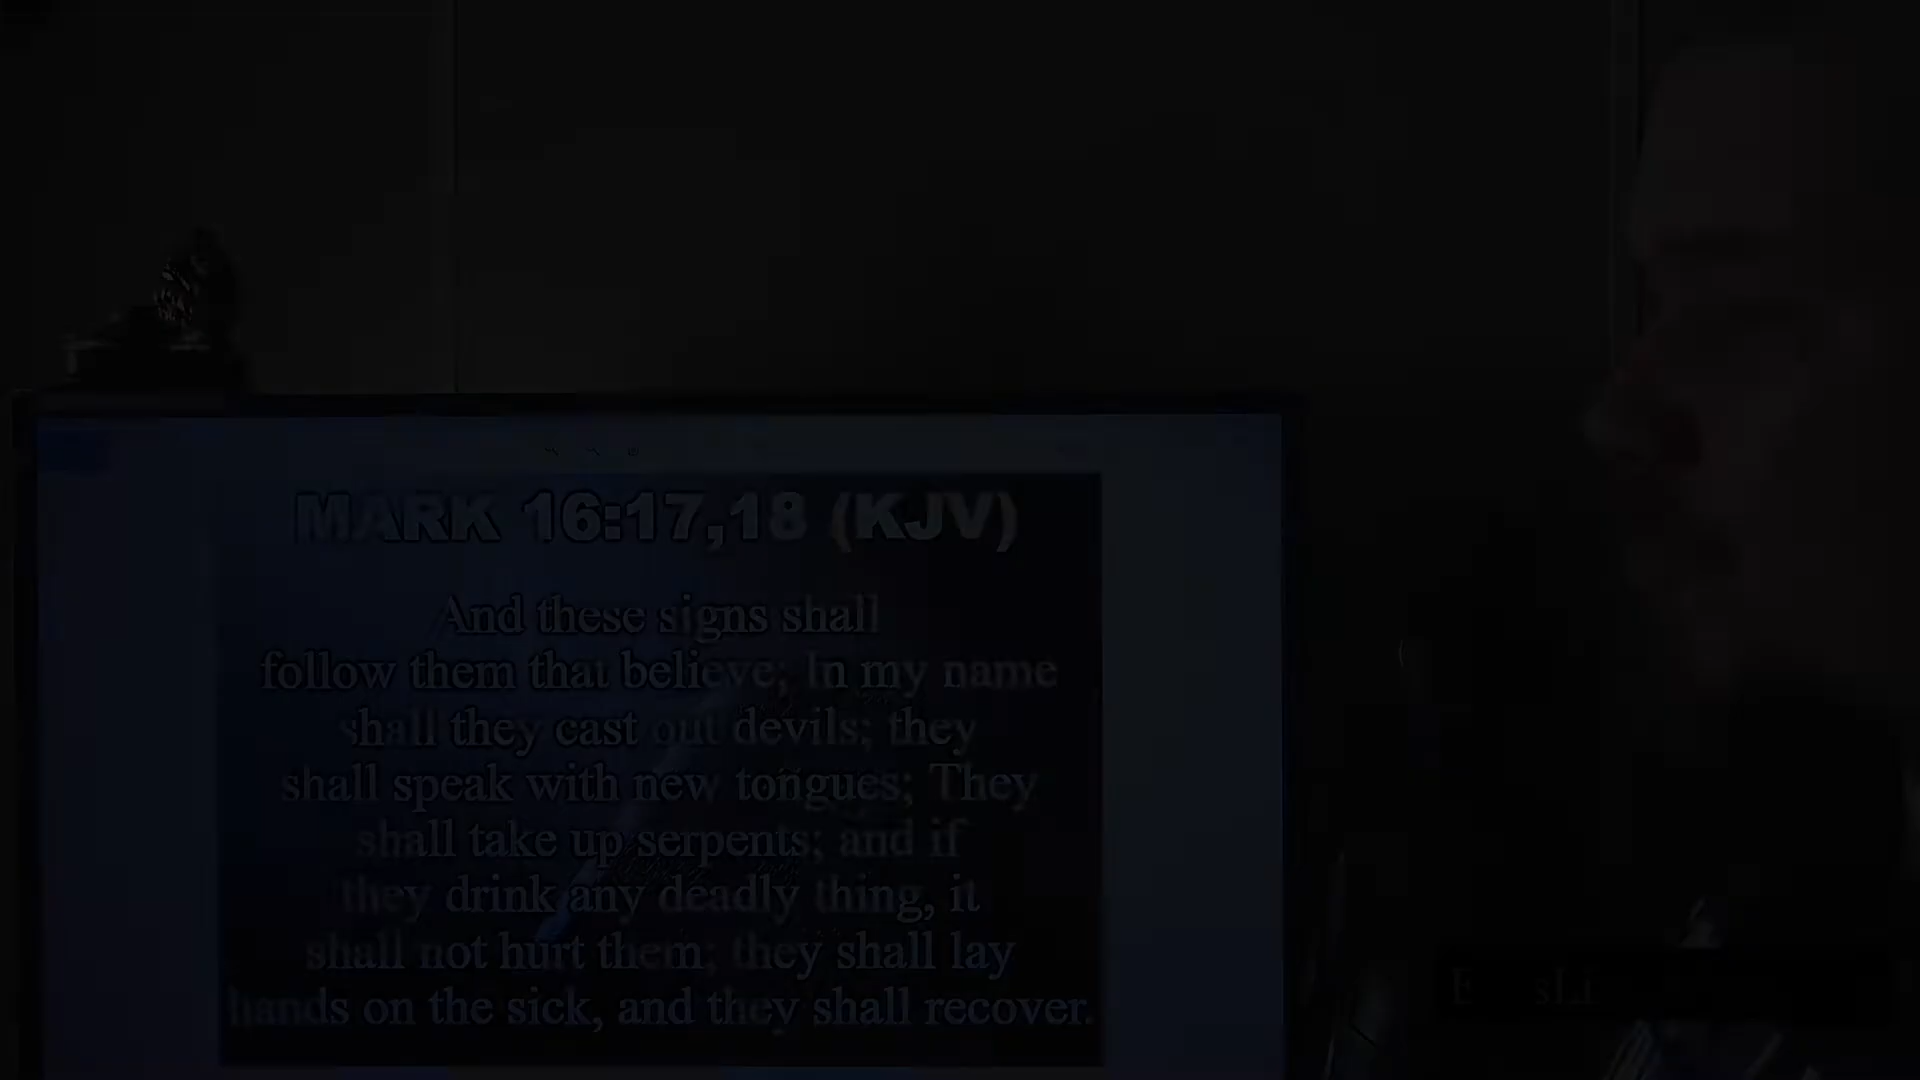 MARK 16:17,18 (KJV)
And these signs shall
follow them that believe; In my name
shall they cast out devils; they
shall speak with new tongues; They
shall take up serpents; and if
they drink any deadly thing, it
shall not hurt them; they shall lay
hands on the sick, and they shall recover.